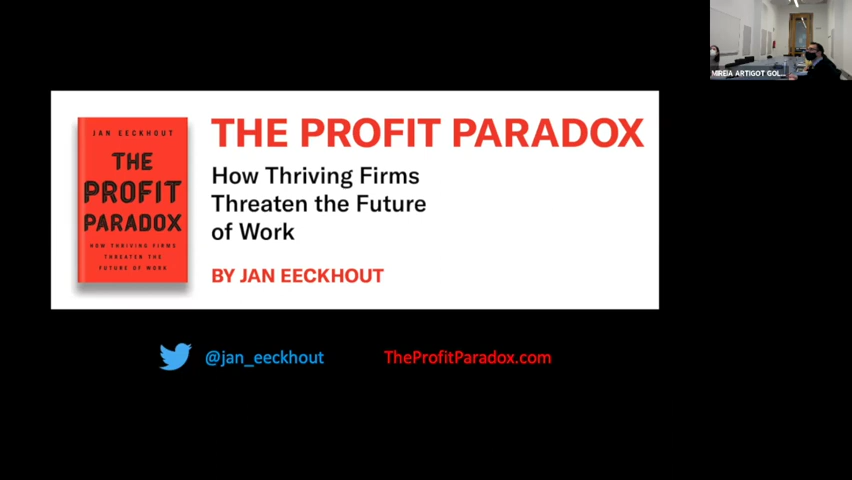 MIREIA ARTIGOT GOL...
JAN EECKHOUT
THE
PROFIT
PARADOX
HOW THRIVING FIRMS
THREATEN THE
FUTURE OF WORK
THE PROFIT PARADOX
How Thriving Firms
Threaten the Future
of Work
BY JAN EECKHOUT
@jan_eeckhout
TheProfitParadox.com